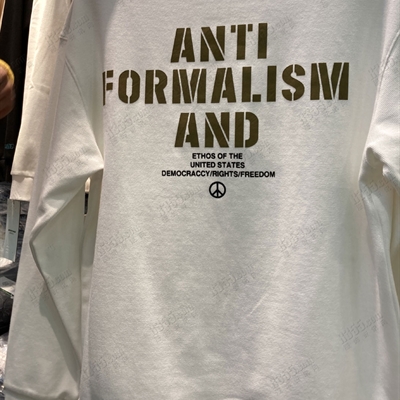 ANTI
FORMALISM
AND
ETHOS OF THE
UNITED STATES
DEMOCRACCY/RIGHTS/FREEDOM